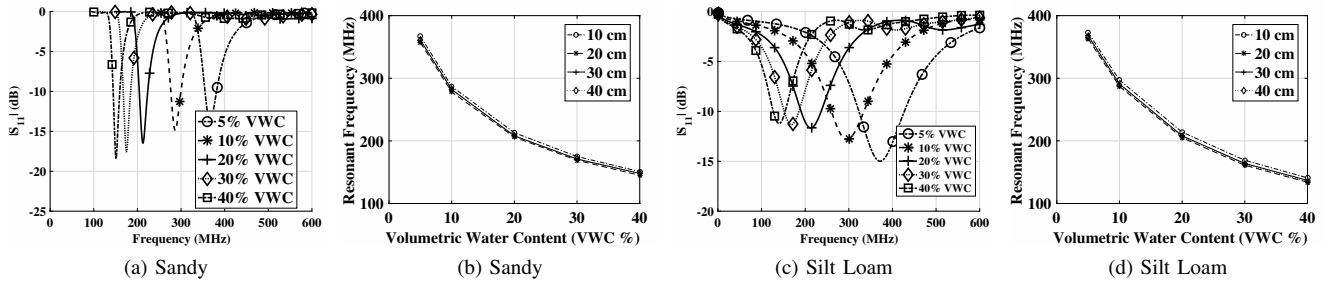 0
-5
-10
-15
-20
-25
|S11| (dB)
0 100 200 300 400 500 600
Frequency (MHz)
5% VWC
10% VWC
20% VWC
30% VWC
40% VWC
(a) Sandy
400
300
200
100
Resonant Frequency (MHz)
0 10 20 30 40
Volumetric Water Content (VWC %)
10 cm
20 cm
30 cm
40 cm
(b) Sandy
0
-5
-10
-15
-20
|S11| (dB)
0 100 200 300 400 500 600
Frequency (MHz)
5% VWC
10% VWC
20% VWC
30% VWC
40% VWC
(c) Silt Loam
400
300
200
100
Resonant Frequency (MHz)
0 10 20 30 40
Volumetric Water Content (VWC %)
10 cm
20 cm
30 cm
40 cm
(d) Silt Loam